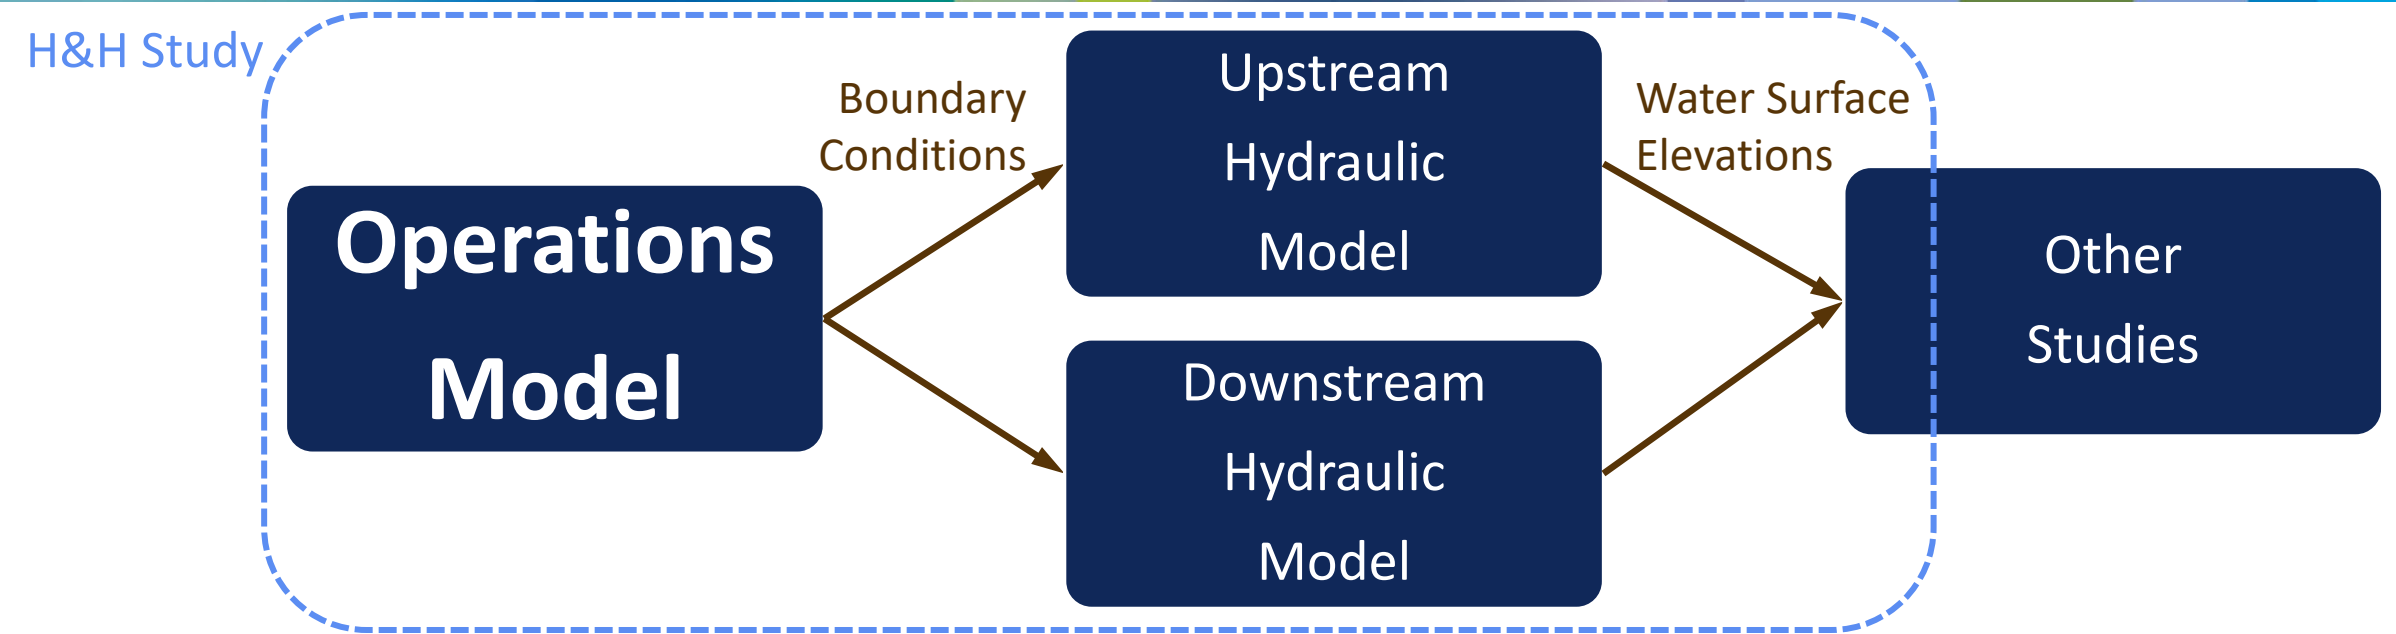 H&H Study
Boundary
Conditions
Operations
Model
Upstream
Hydraulic
Model
Downstream
Hydraulic
Model
Water Surface
Elevations
Other
Studies